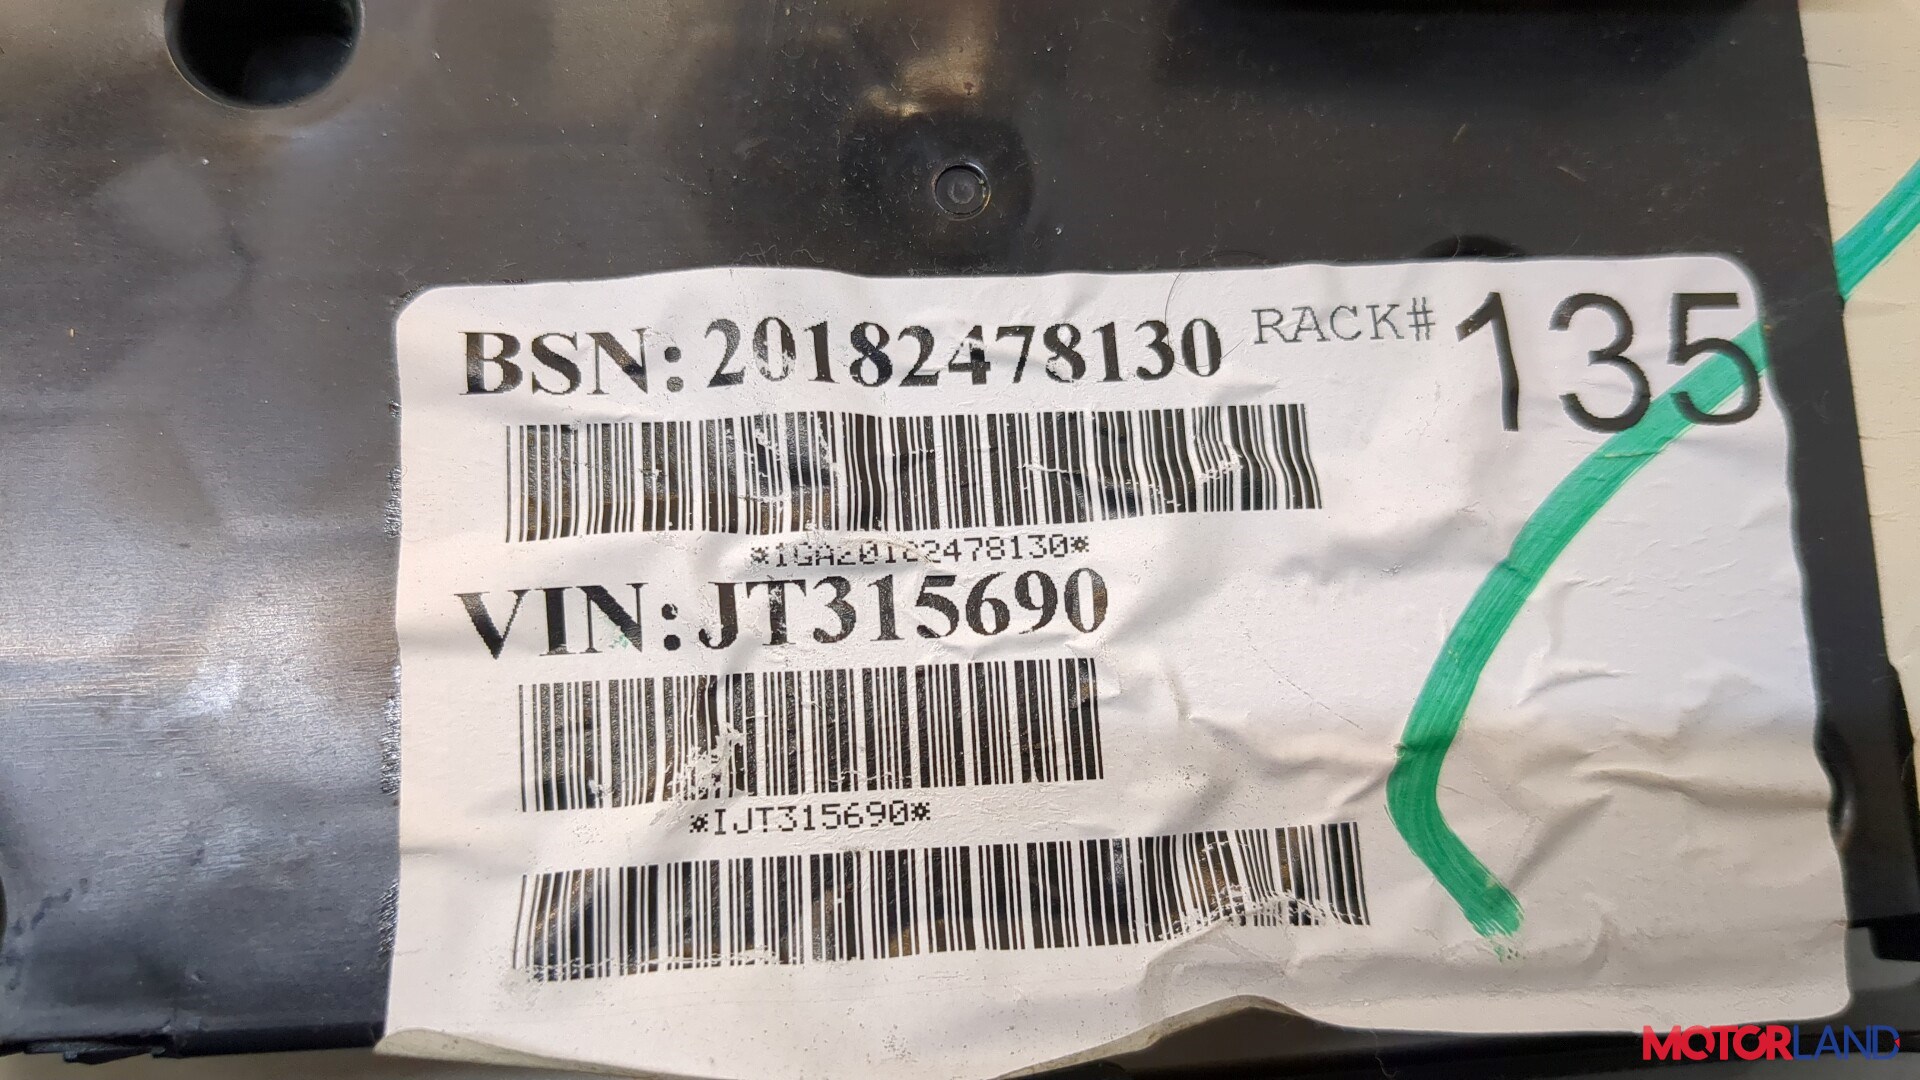 BSN: 20182478130 RACK# 135
*1GA20182478130*
VIN: JT315690
*IJT315690*
MOTORLAND